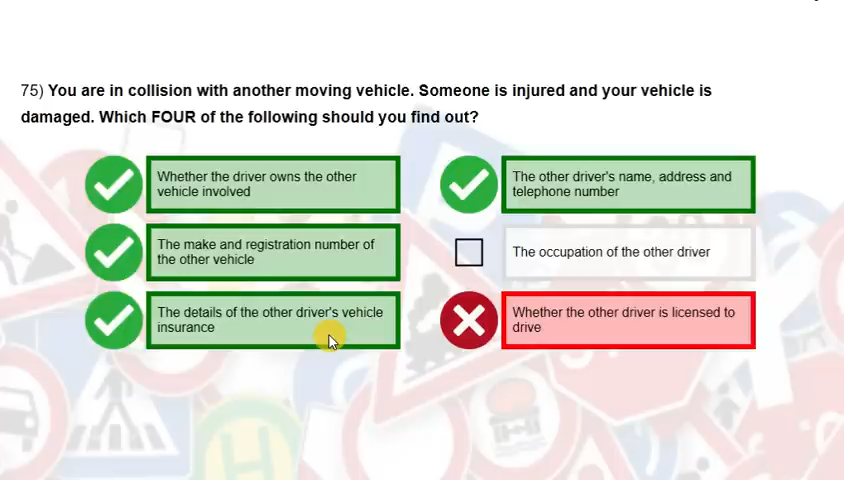 75) You are in collision with another moving vehicle. Someone is injured and your vehicle is
damaged. Which FOUR of the following should you find out?
Whether the driver owns the other
vehicle involved
The other driver's name, address and
telephone number
The make and registration number of
the other vehicle
The occupation of the other driver
The details of the other driver's vehicle
insurance
Whether the other driver is licensed to
drive